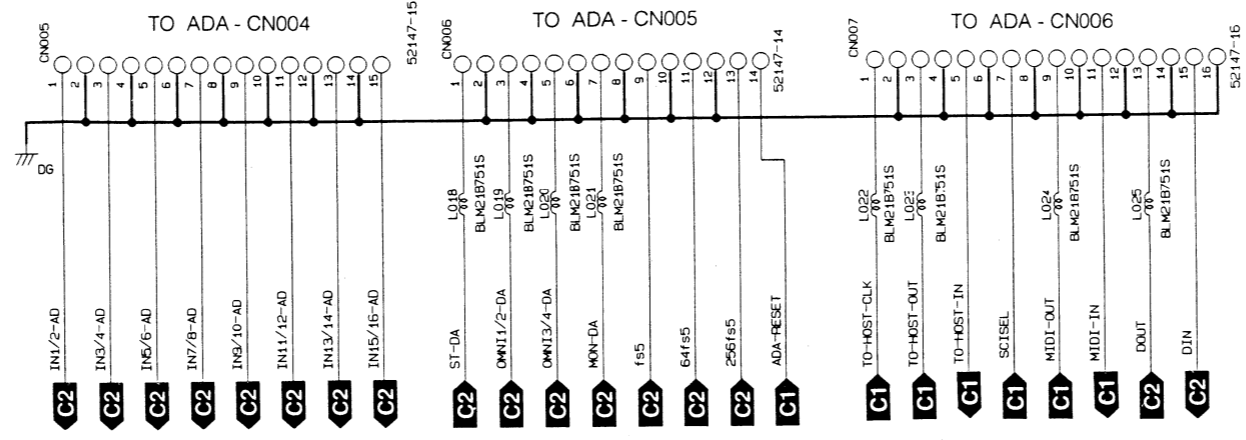 TO ADA - CN004
CN005
1 2 3 4 5 6 7 8 9 10 11 12 13 14 15
52147-15
TO ADA - CN005
CN006
1 2 3 4 5 6 7 8 9 10 11 12 13 14
52147-14
TO ADA - CN006
CN007
1 2 3 4 5 6 7 8 9 10 11 12 13 14 15 16
52147-16
DG
L018
BLM21B751S
L019
BLM21B751S
L020
BLM21B751S
L021
BLM21B751S
L022
BLM21B751S
L023
BLM21B751S
L024
BLM21B751S
L025
BLM21B751S
IN1/2-AD
IN3/4-AD
IN5/6-AD
IN7/8-AD
IN9/10-AD
IN11/12-AD
IN13/14-AD
IN15/16-AD
ST-DA
OMNI1/2-DA
OMNI3/4-DA
MON-DA
fs5
64fs5
256fs5
ADA-RESET
TO-HOST-CLK
TO-HOST-OUT
TO-HOST-IN
SCISEL
MIDI-OUT
MIDI-IN
DOUT
DIN
C2 C2 C2 C2 C2 C2 C2 C2
C2 C2 C2 C2 C2 C2 C2 C1
C1 C1 C1 C1 C1 C1 C2 C2